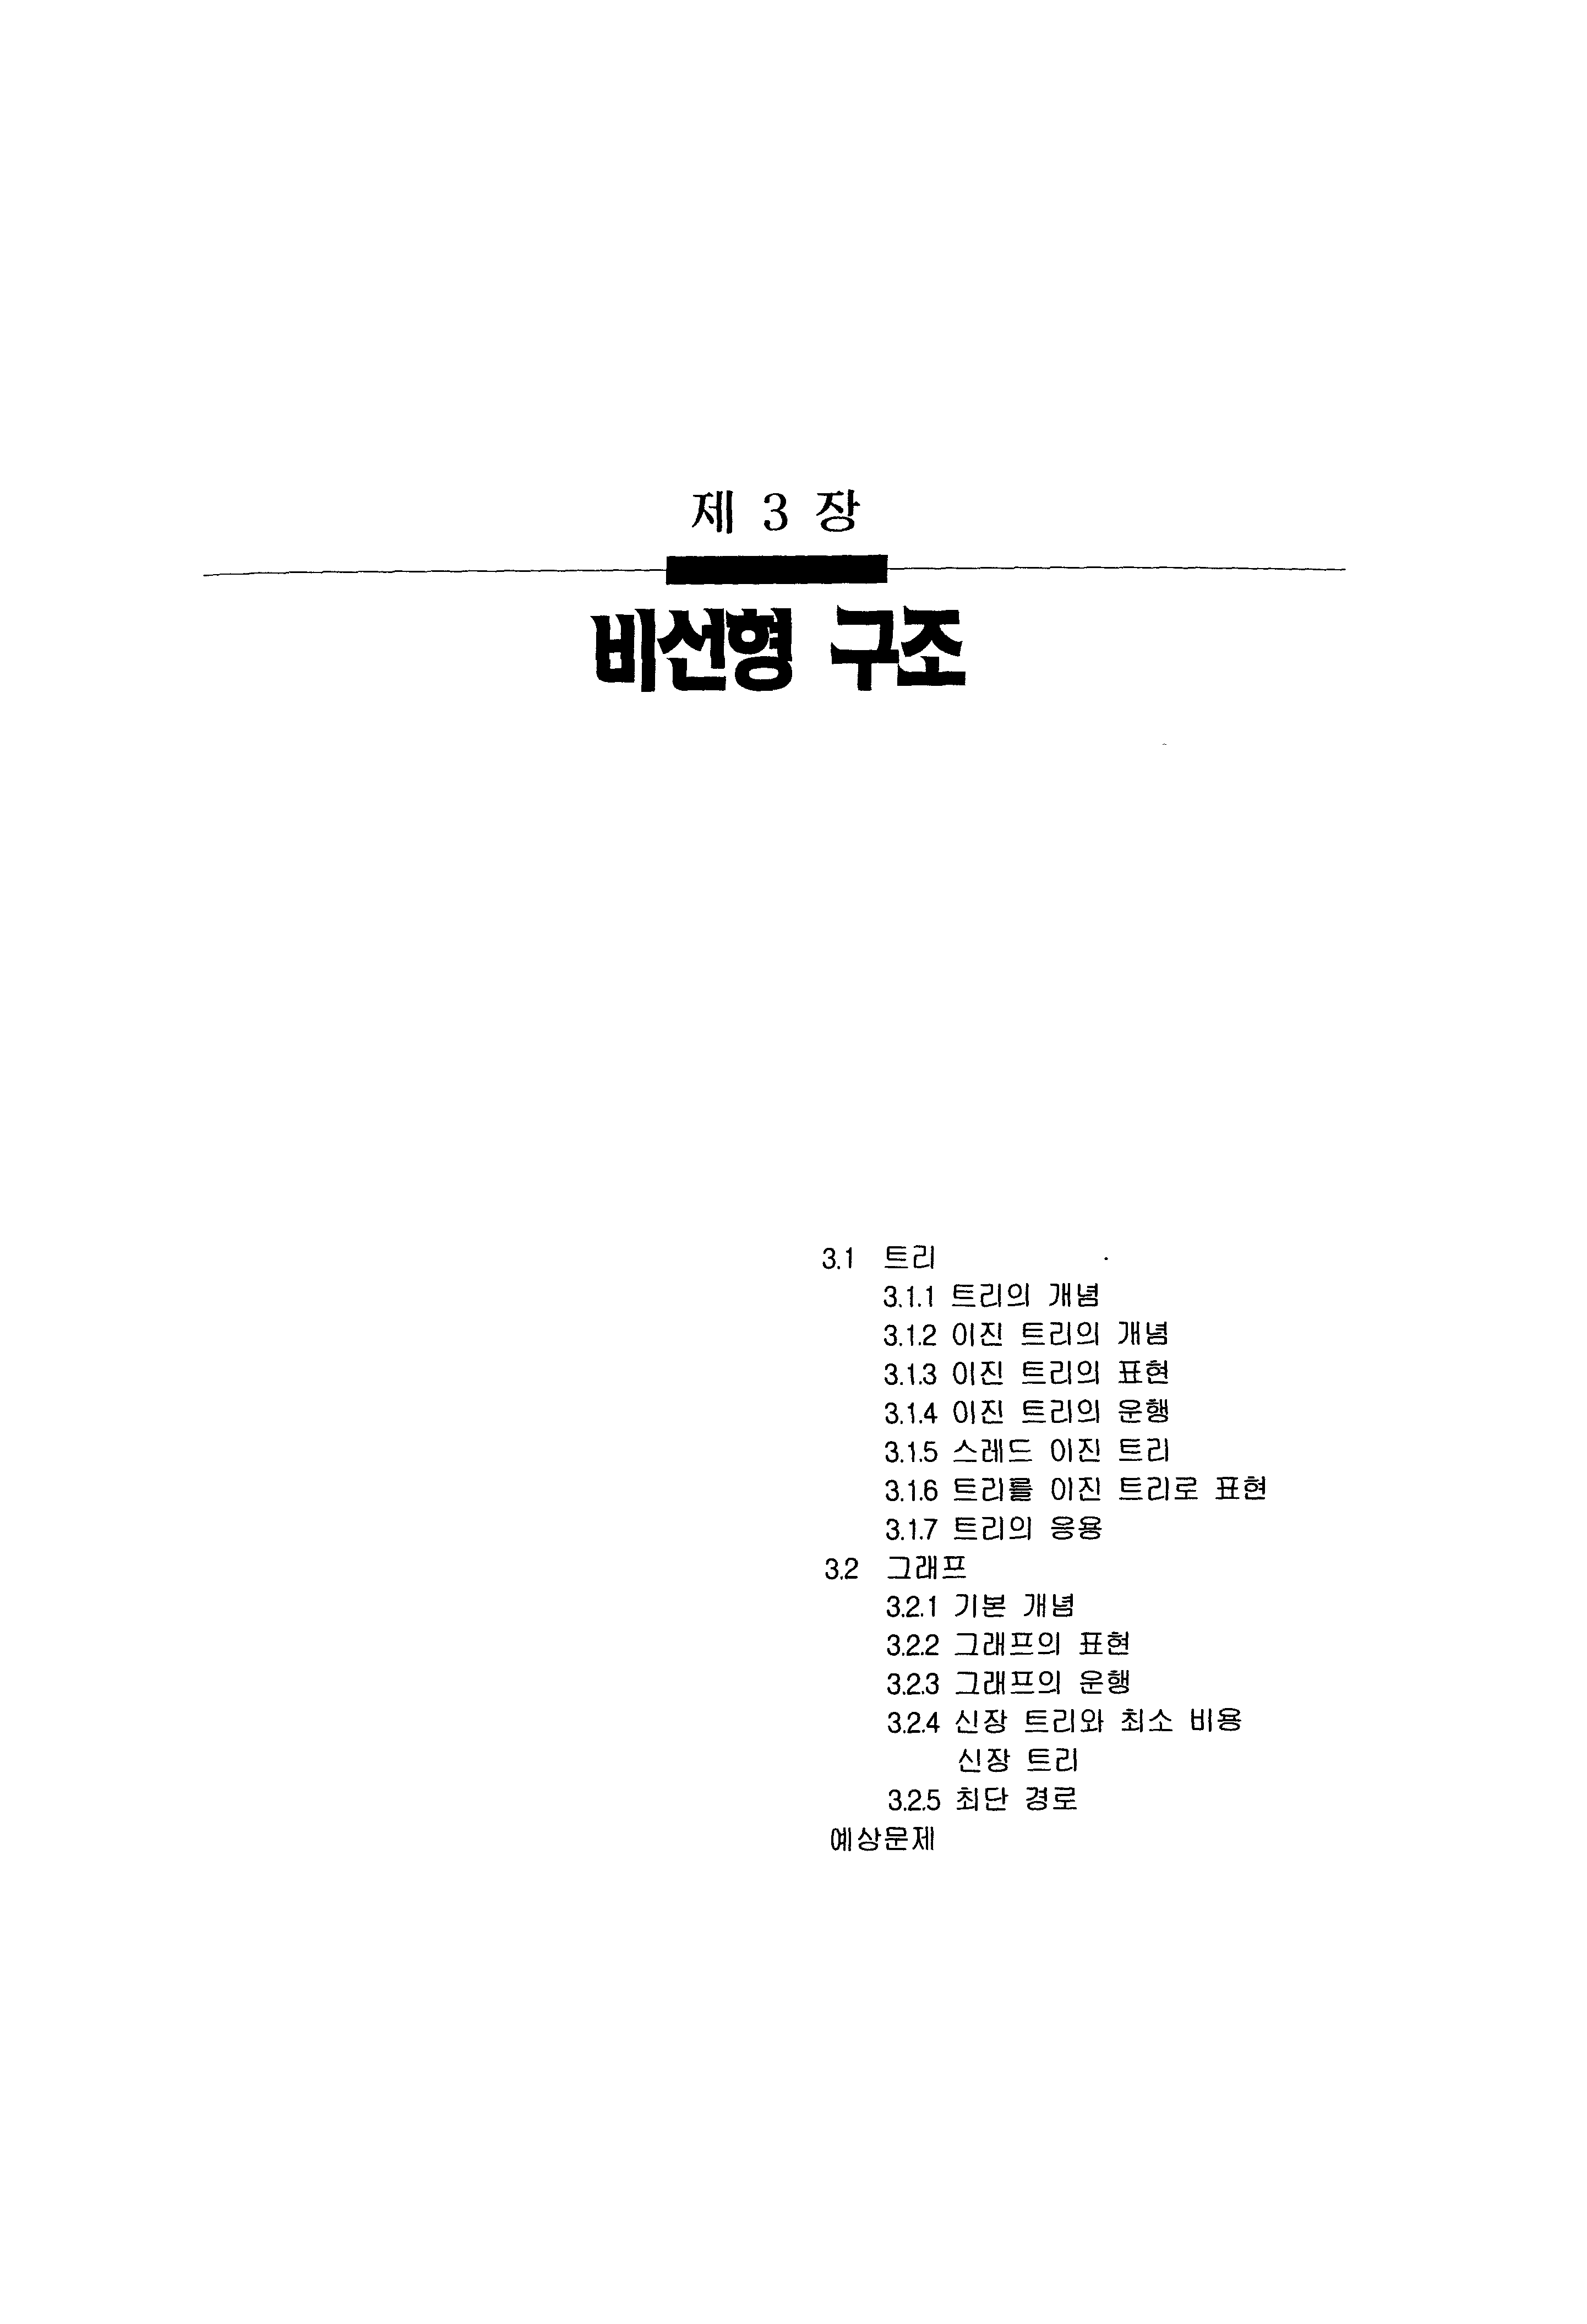 제 3 장
비선형 구조
3.1 트리
3.1.1 트리의 개념
3.1.2 이진 트리의 개념
3.1.3 이진 트리의 표현
3.1.4 이진 트리의 운행
3.1.5 스레드 이진 트리
3.1.6 트리를 이진 트리로 표현
3.1.7 트리의 응용
3.2 그래프
3.2.1 기본 개념
3.2.2 그래프의 표현
3.2.3 그래프의 운행
3.2.4 신장 트리와 최소 비용
신장 트리
3.2.5 최단 경로
예상문제